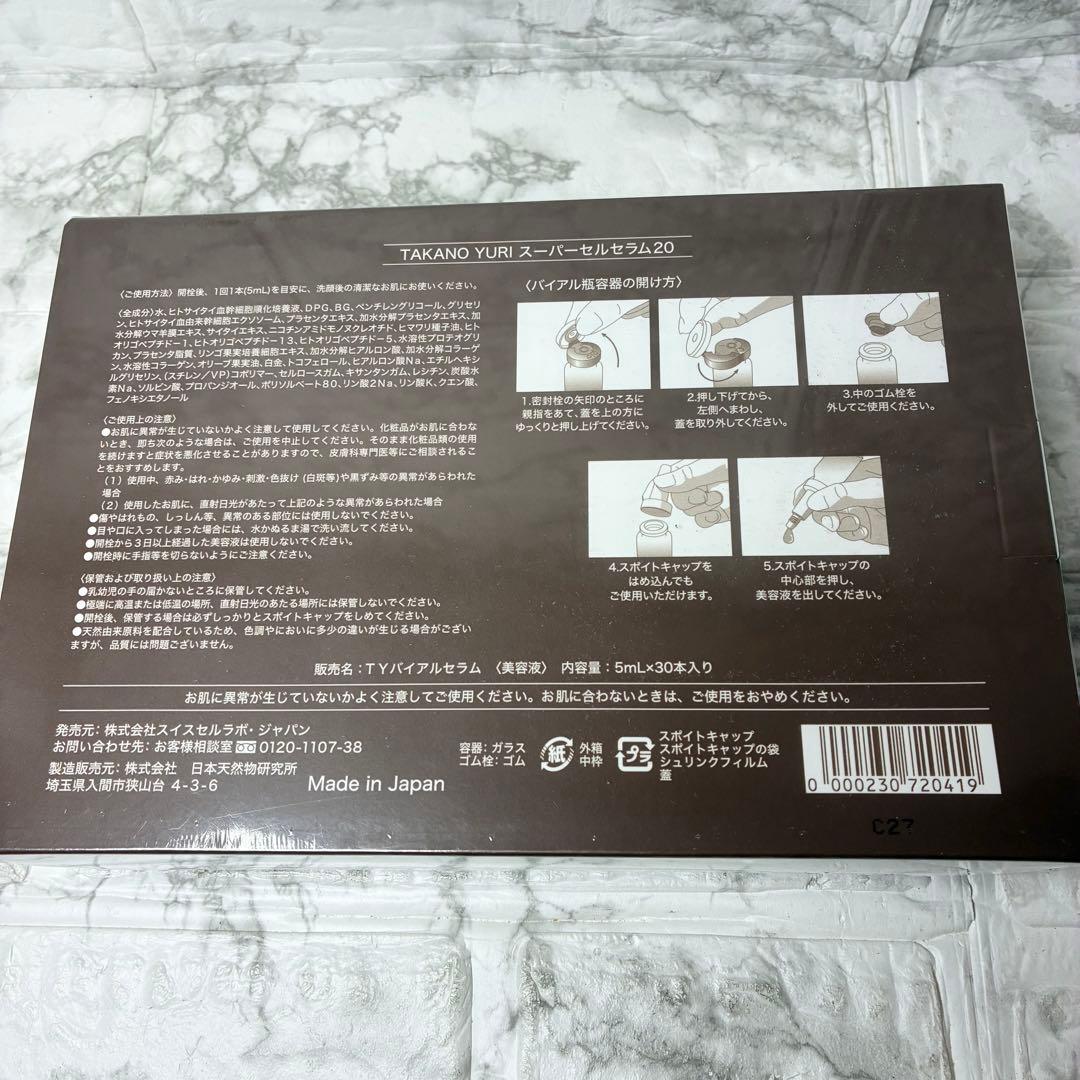 TAKANO YURI スーパーセルセラム20
〈ご使用方法〉開栓後、1回1本(5mL)を目安に、洗顔後の清潔なお肌にお使いください。
〈全成分〉水、ヒトサイタイ血幹細胞順化培養液、DPG、BG、ペンチレングリコール、グリセリ
ン、ヒトサイタイ血由来幹細胞エクソソーム、プラセンタエキス、加水分解プラセンタエキス、加
水分解ウマ羊膜エキス、サイタイエキス、ニコチンアミドモノヌクレオチド、ヒマワリ種子油、ヒト
オリゴペプチド－1、ヒトオリゴペプチド－13、ヒトオリゴペプチド－5、水溶性プロテオグリ
カン、プラセンタ脂質、リンゴ果実培養細胞エキス、加水分解ヒアルロン酸、加水分解コラーゲ
ン、水溶性コラーゲン、オリーブ果実油、白金、トコフェロール、ヒアルロン酸Na、エチルヘキシ
ルグリセリン、(スチレン／VP)コポリマー、セルロースガム、キサンタンガム、レシチン、炭酸水
素Na、ソルビン酸、プロパンジオール、ポリソルベート80、リン酸2Na、リン酸K、クエン酸、
フェノキシエタノール
〈ご使用上の注意〉
●お肌に異常が生じていないかよく注意して使用してください。化粧品がお肌に合わな
いとき、即ち次のような場合は、ご使用を中止してください。そのまま化粧品類の使用
を続けますと症状を悪化させることがありますので、皮膚科専門医等にご相談されるこ
とをおすすめします。
（1）使用中、赤み・はれ・かゆみ・刺激・色抜け (白斑等)や黒ずみ等の異常があらわれた
場合
（2）使用したお肌に、直射日光があたって上記のような異常があらわれた場合
●傷やはれもの、しっしん等、異常のある部位には使用しないでください。
●目や口に入ってしまった場合には、水かぬるま湯で洗い流してください。
●開栓から3日以上経過した美容液は使用しないでください。
●開栓時に手指等を切らないようにご注意ください。
〈保管および取り扱い上の注意〉
●乳幼児の手の届かないところに保管してください。
●極端に高温または低温の場所、直射日光のあたる場所には保管しないでください。
●開栓後、保管する場合は必ずしっかりとスポイトキャップをしめてください。
●天然由来原料を配合しているため、色調やにおいに多少の違いが生じる場合がござい
ますが、品質には問題ございません。
〈バイアル瓶容器の開け方〉
1.密封栓の矢印のところに
親指をあて、蓋を上の方に
ゆっくりと押し上げてください。
2.押し下げてから、
左側へまわし、
蓋を取り外してください。
3.中のゴム栓を
外してご使用ください。
4.スポイトキャップを
はめ込んでも
ご使用いただけます。
5.スポイトキャップの
中心部を押し、
美容液を出してください。
販売名：TYバイアルセラム 〈美容液〉 内容量：5mL×30本入り
お肌に異常が生じていないかよく注意してご使用ください。お肌に合わないときは、ご使用をおやめください。
発売元：株式会社スイスセルラボ・ジャパン
お問い合わせ先：お客様相談室 0120-1107-38
製造販売元：株式会社 日本天然物研究所
埼玉県入間市狭山台 4-3-6
Made in Japan
容器：ガラス
ゴム栓：ゴム
紙
外箱
中枠
プラ
スポイトキャップ
スポイトキャップの袋
シュリンクフィルム
蓋
0 000230 720419
C27